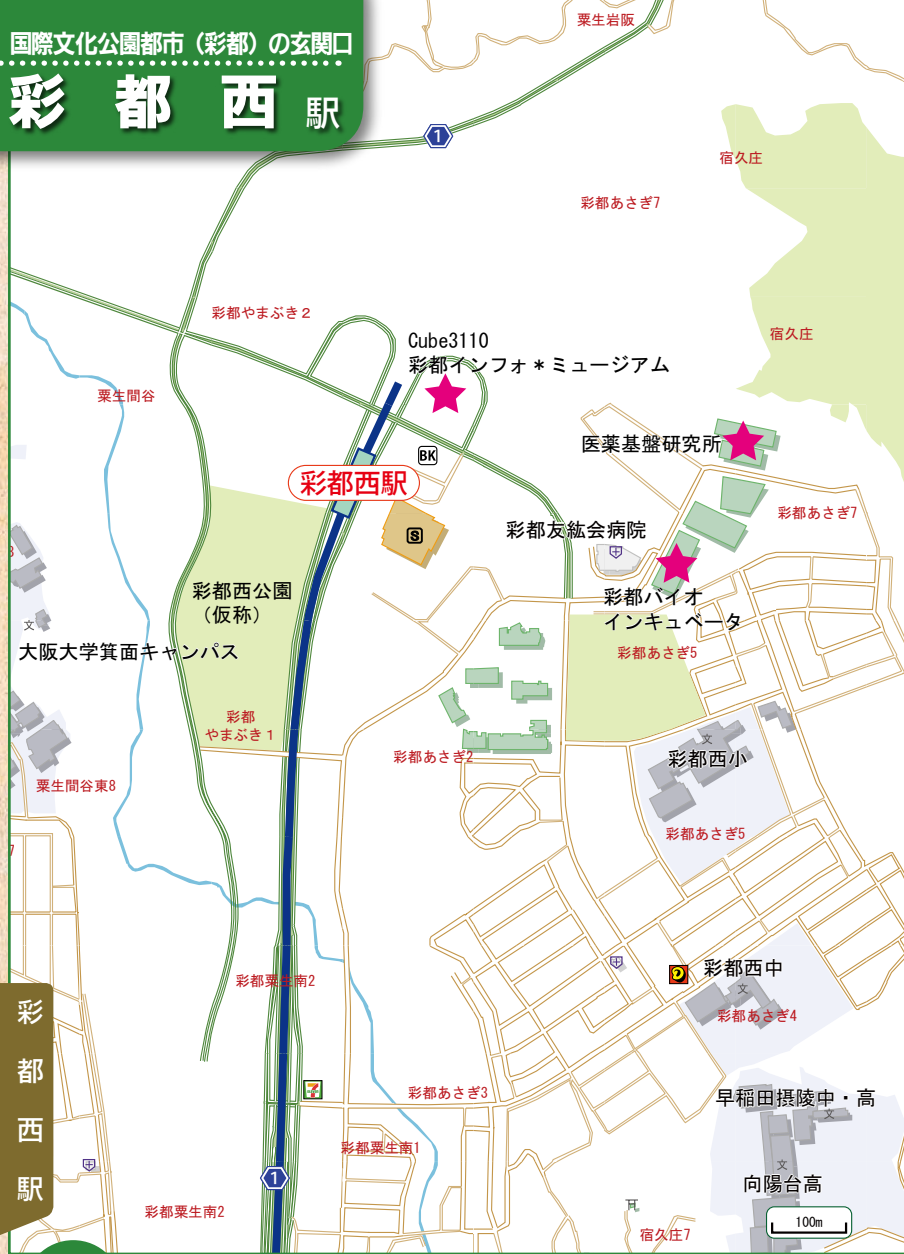 国際文化公園都市（彩都）の玄関口
彩都西駅
粟生岩阪
1
宿久庄
彩都あさぎ7
彩都やまぶき２
宿久庄
Cube3110
彩都インフォ＊ミュージアム
粟生間谷
医薬基盤研究所
BK
彩都西駅
彩都あさぎ7
S
彩都友紘会病院
彩都西公園
（仮称）
彩都バイオ
インキュベータ
文
大阪大学箕面キャンパス
彩都あさぎ5
彩都
やまぶき１
文
彩都西小
彩都あさぎ2
粟生間谷東8
彩都あさぎ5
7
彩都西中
文
彩都粟生南2
彩都あさぎ4
彩都西駅
7
彩都あさぎ3
早稲田摂陵中・高
文
彩都粟生南1
文
1
向陽台高
彩都粟生南2
100m
宿久庄7